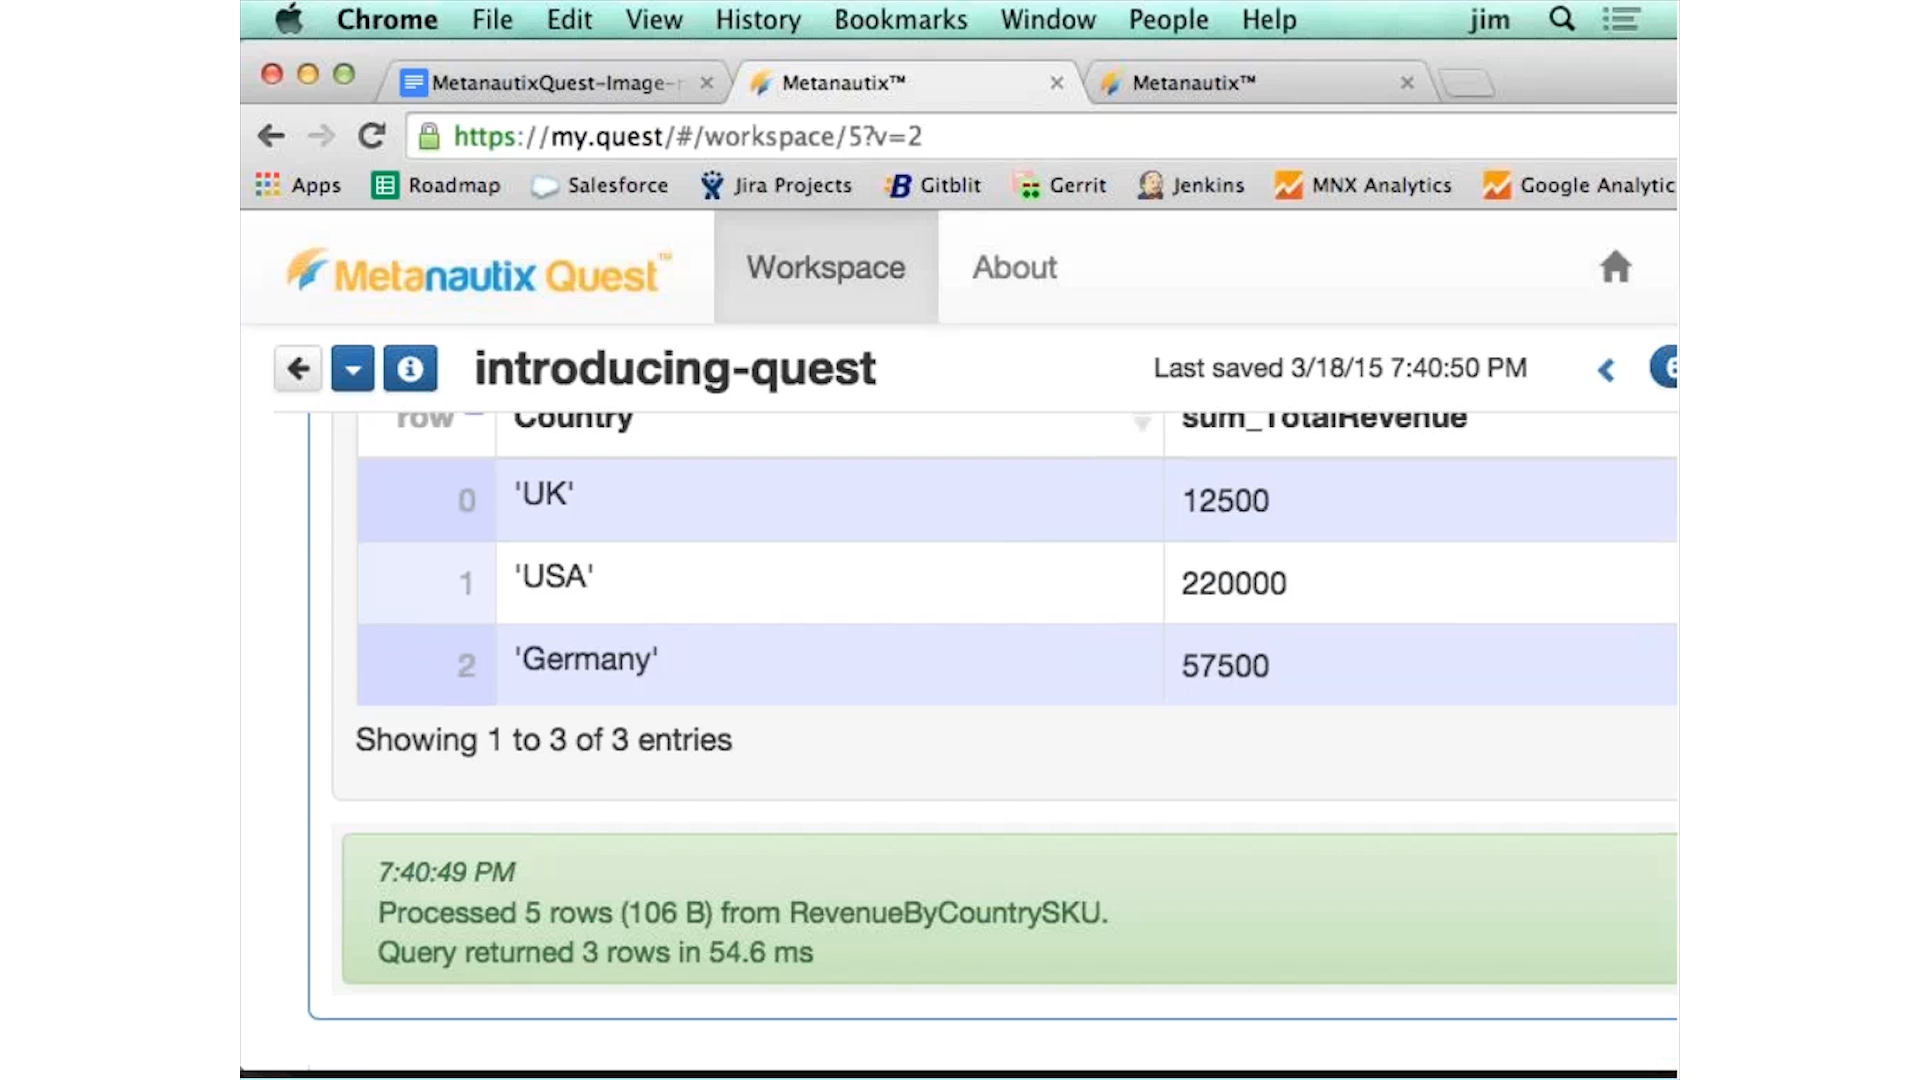 Chrome File Edit View History Bookmarks Window People Help jim
MetanautixQuest-Image- Metanautix™ Metanautix™
https://my.quest/#/workspace/5?v=2
Apps Roadmap Salesforce Jira Projects Gitblit Gerrit Jenkins MNX Analytics Google Analytic
Metanautix Quest™ Workspace About
introducing-quest Last saved 3/18/15 7:40:50 PM
row Country sum_TotalRevenue
0 'UK' 12500
1 'USA' 220000
2 'Germany' 57500
Showing 1 to 3 of 3 entries
7:40:49 PM
Processed 5 rows (106 B) from RevenueByCountrySKU.
Query returned 3 rows in 54.6 ms